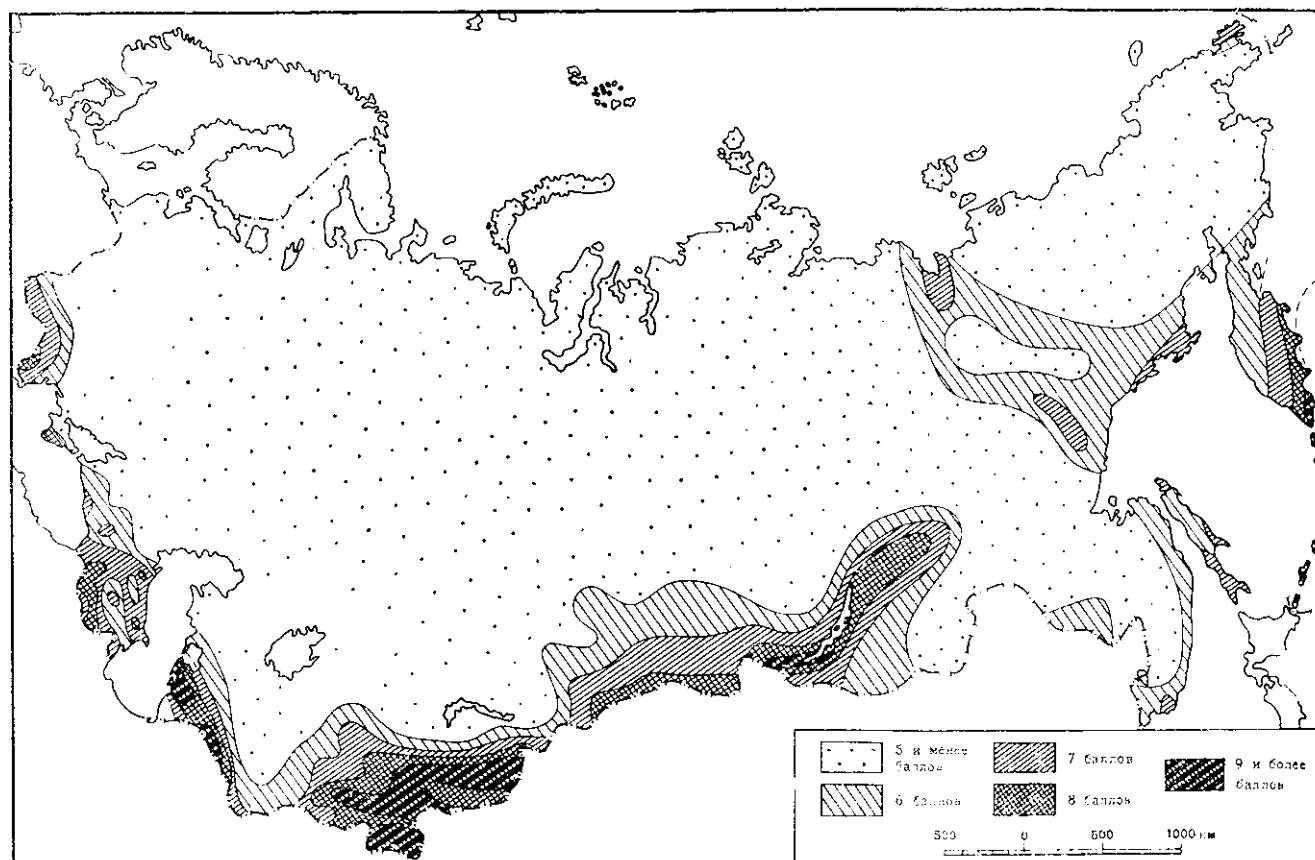 5 и менее
баллов
6 баллов
7 баллов
8 баллов
9 и более
баллов
500 0 500 1000 км